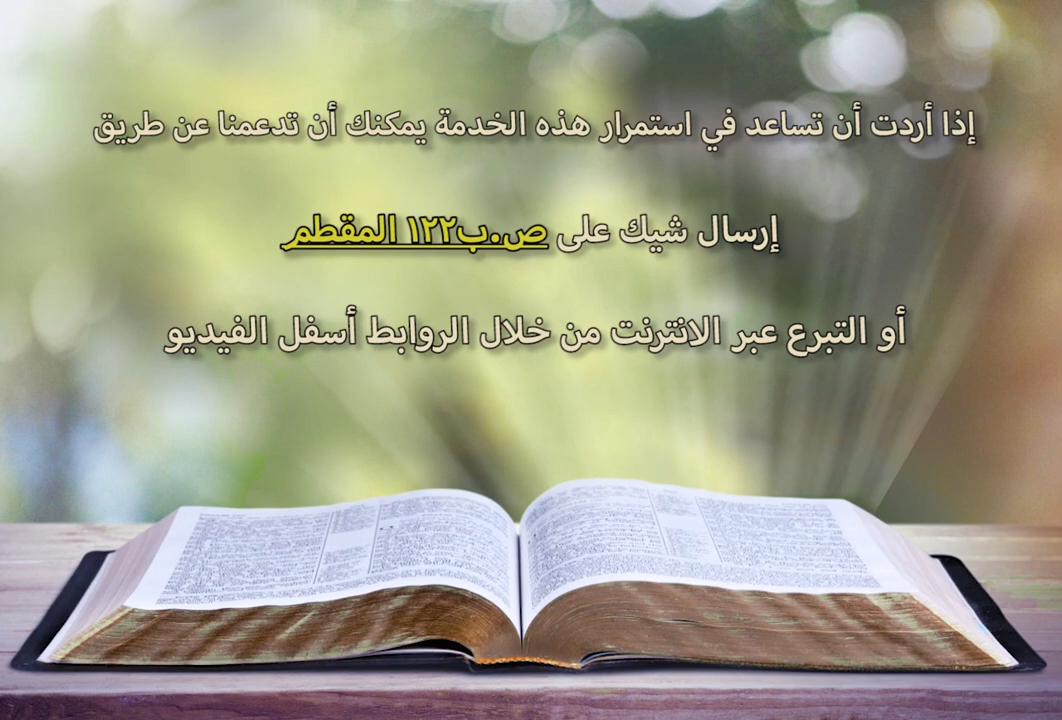 إذا أردت أن تساعد في استمرار هذه الخدمة يمكنك أن تدعمنا عن طريق
إرسال شيك على ص.ب١٢٢ المقطم
أو التبرع عبر الانترنت من خلال الروابط أسفل الفيديو